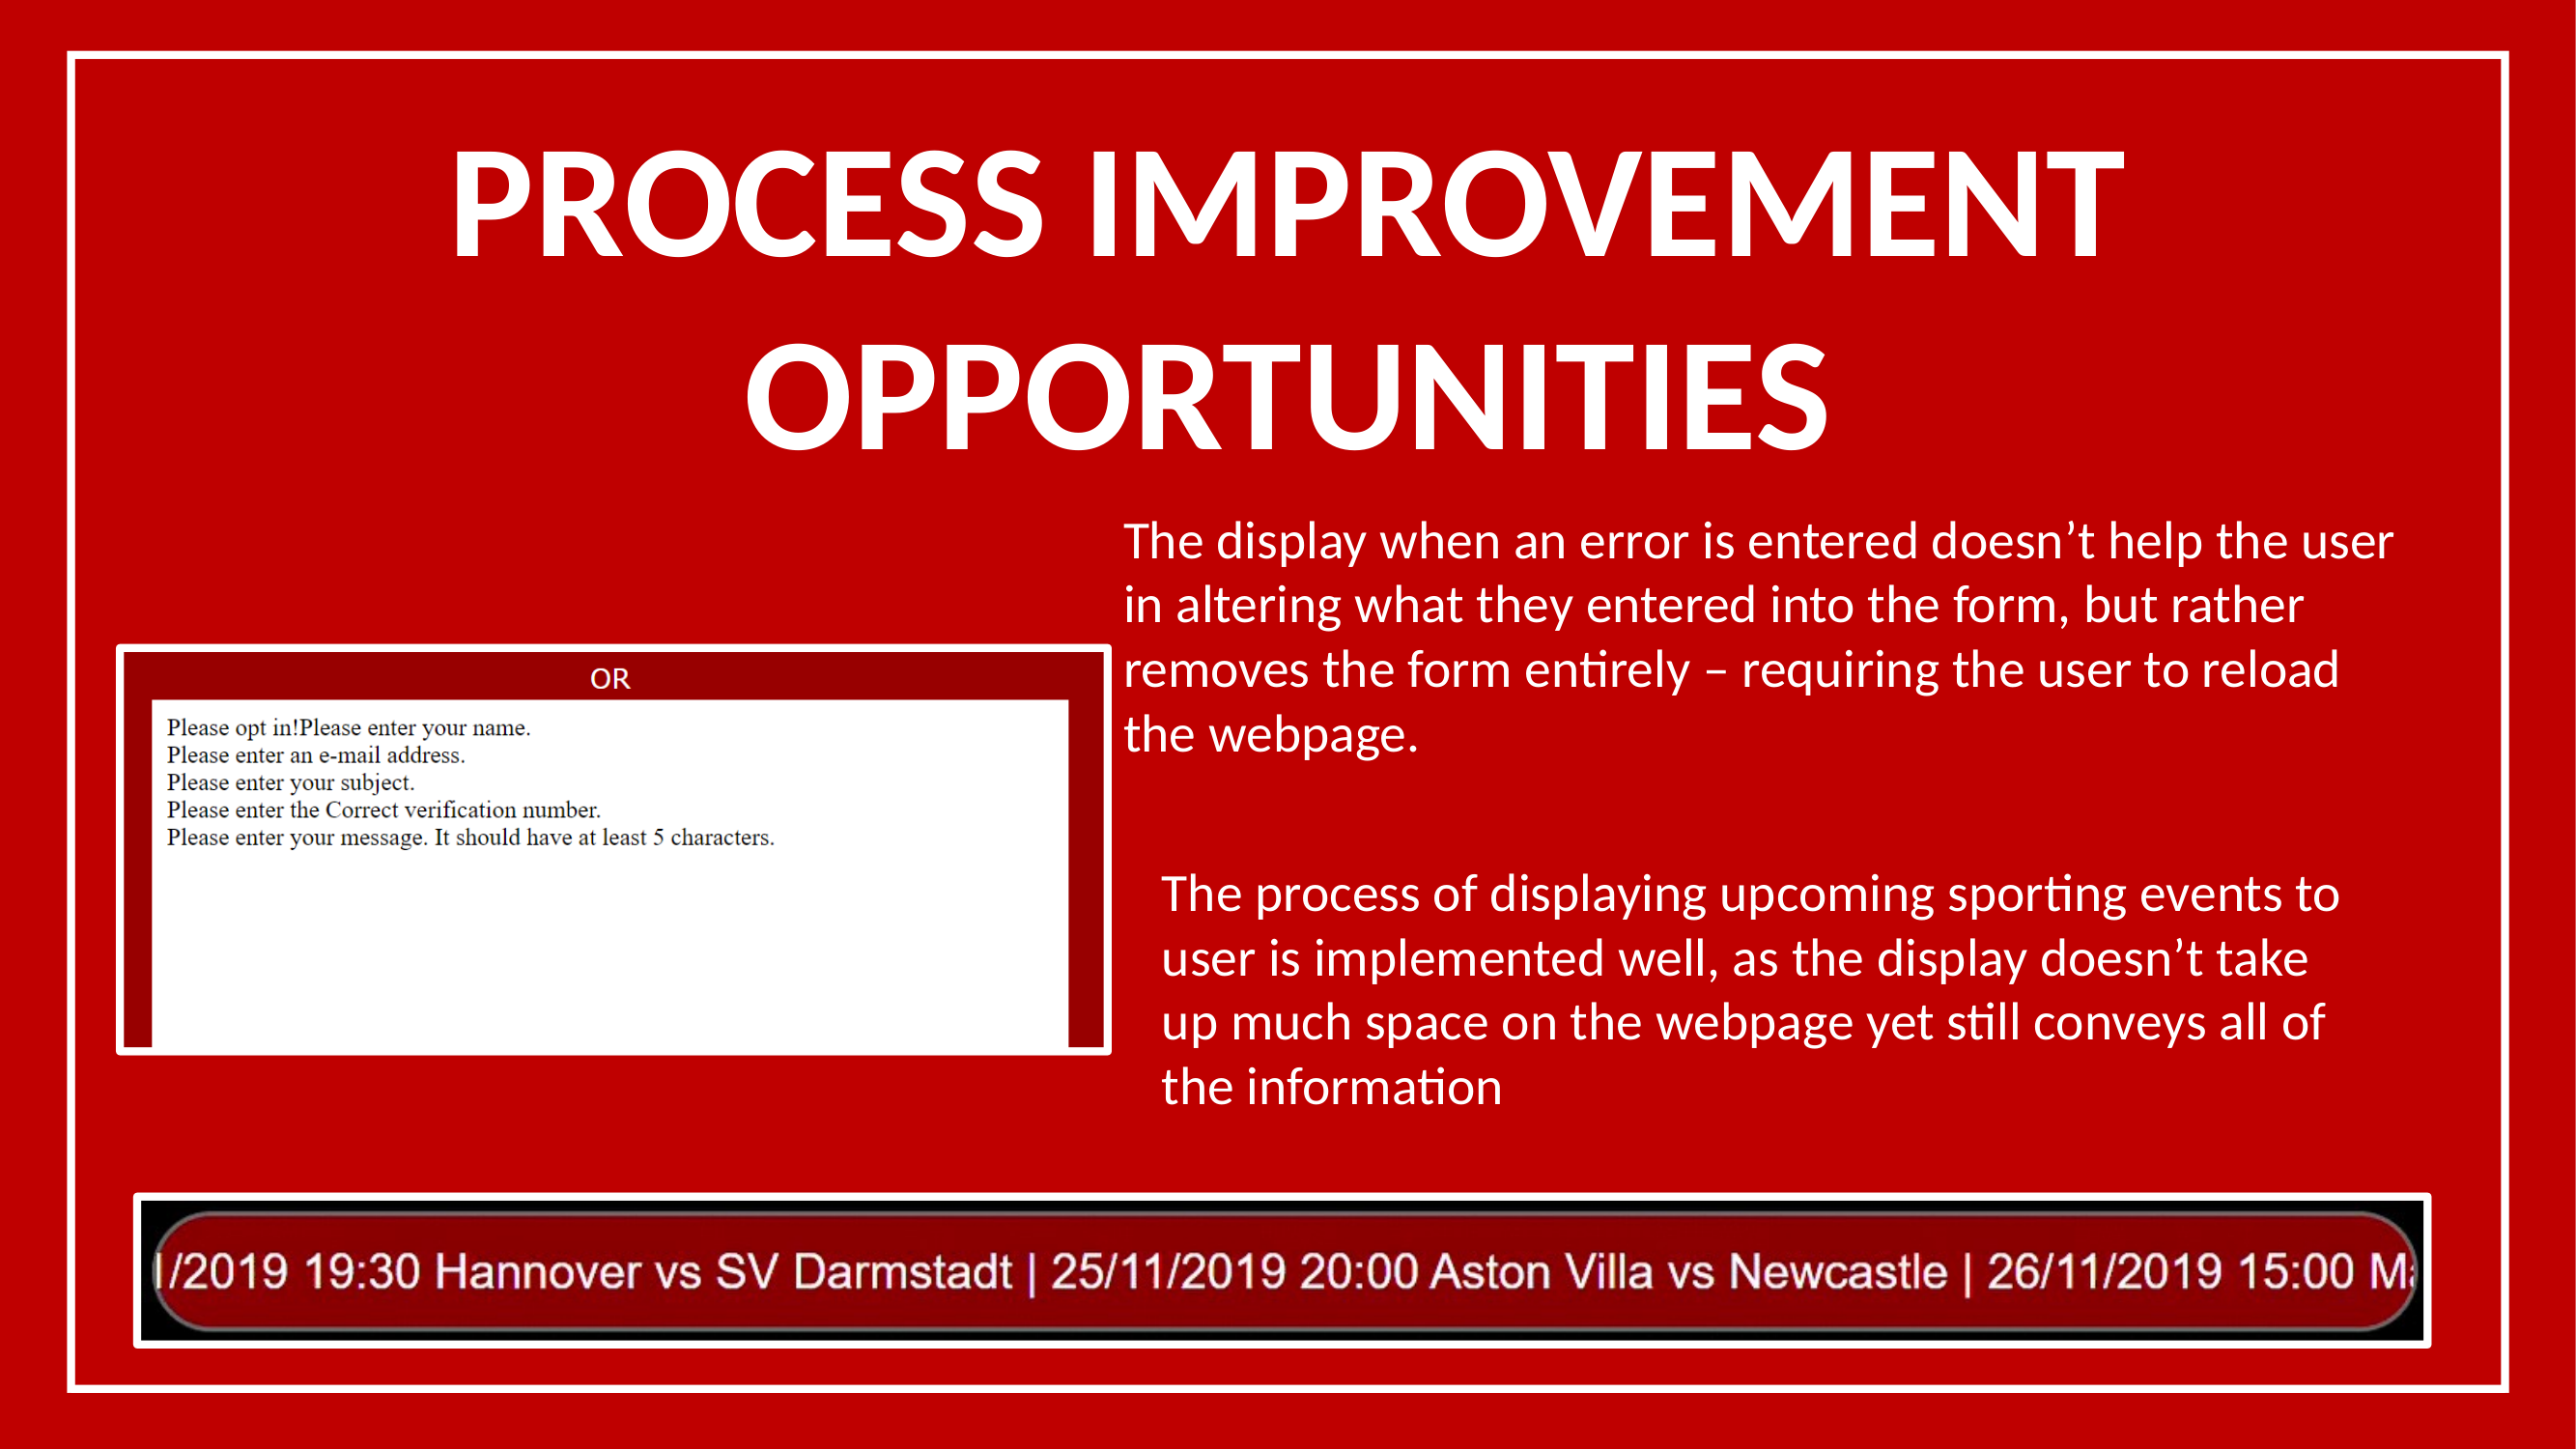 PROCESS IMPROVEMENT
OPPORTUNITIES
The display when an error is entered doesn’t help the user
in altering what they entered into the form, but rather
removes the form entirely – requiring the user to reload
the webpage.
OR
Please opt in!Please enter your name.
Please enter an e-mail address.
Please enter your subject.
Please enter the Correct verification number.
Please enter your message. It should have at least 5 characters.
The process of displaying upcoming sporting events to
user is implemented well, as the display doesn’t take
up much space on the webpage yet still conveys all of
the information
/2019 19:30 Hannover vs SV Darmstadt | 25/11/2019 20:00 Aston Villa vs Newcastle | 26/11/2019 15:00